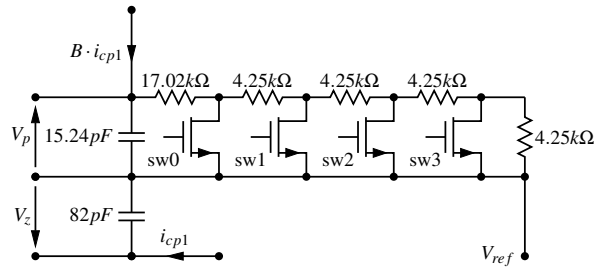 B · i_cp1
17.02kΩ 4.25kΩ 4.25kΩ 4.25kΩ
V_p 15.24pF sw0 sw1 sw2 sw3 4.25kΩ
V_z 82pF
i_cp1 V_ref